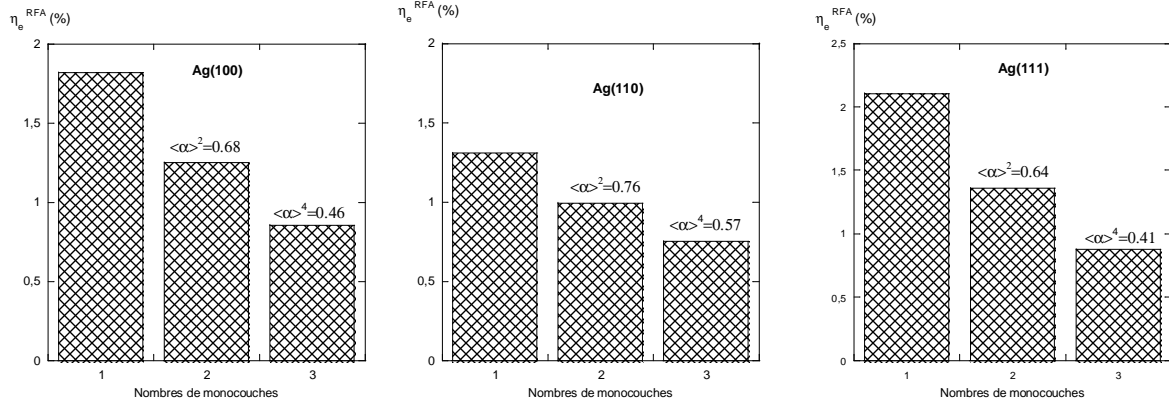 η_e^RFA (%)
2
1,5
1
0,5
0
Ag(100)
<α>^2=0.68
<α>^4=0.46
1 2 3
Nombres de monocouches
η_e^RFA (%)
2
1,5
1
0,5
0
Ag(110)
<α>^2=0.76
<α>^4=0.57
1 2 3
Nombres de monocouches
η_e^RFA (%)
2,5
2
1,5
1
0,5
0
Ag(111)
<α>^2=0.64
<α>^4=0.41
1 2 3
Nombres de monocouches